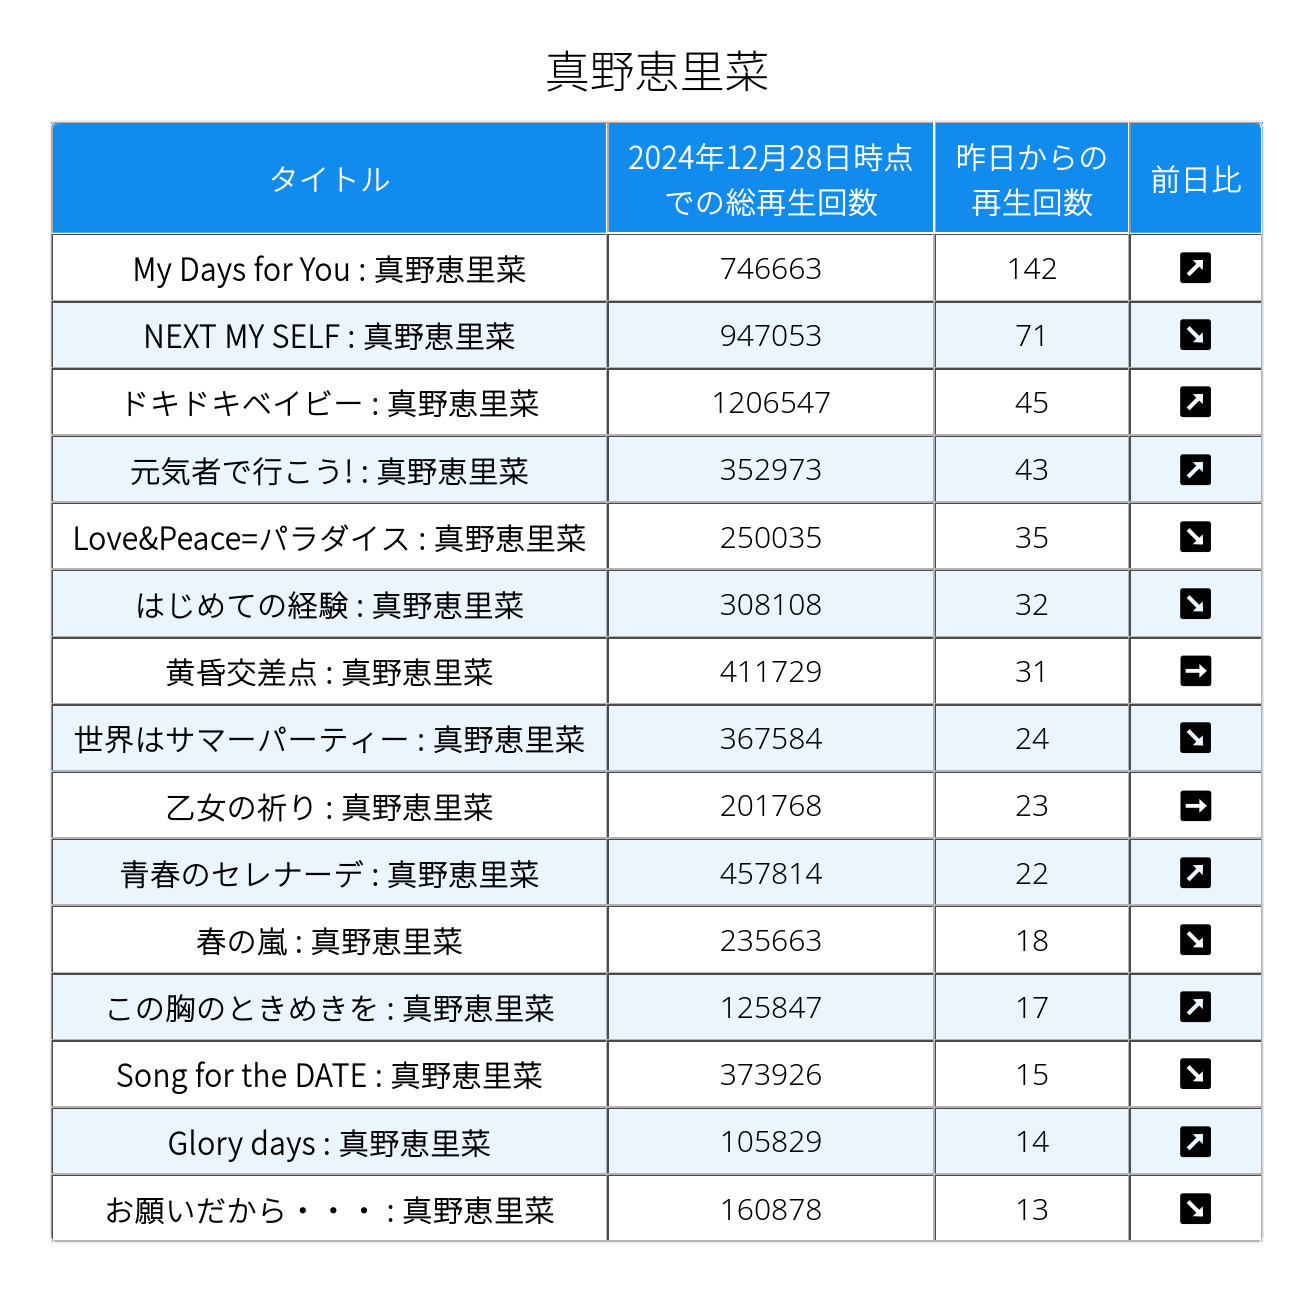 真野恵里菜
タイトル 2024年12月28日時点での総再生回数 昨日からの再生回数 前日比
My Days for You : 真野恵里菜 746663 142 ↗
NEXT MY SELF : 真野恵里菜 947053 71 ↘
ドキドキベイビー : 真野恵里菜 1206547 45 ↗
元気者で行こう! : 真野恵里菜 352973 43 ↗
Love&Peace=パラダイス : 真野恵里菜 250035 35 ↘
はじめての経験 : 真野恵里菜 308108 32 ↘
黄昏交差点 : 真野恵里菜 411729 31 →
世界はサマーパーティー : 真野恵里菜 367584 24 ↘
乙女の祈り : 真野恵里菜 201768 23 →
青春のセレナーデ : 真野恵里菜 457814 22 ↗
春の嵐 : 真野恵里菜 235663 18 ↘
この胸のときめきを : 真野恵里菜 125847 17 ↗
Song for the DATE : 真野恵里菜 373926 15 ↘
Glory days : 真野恵里菜 105829 14 ↗
お願いだから・・・ : 真野恵里菜 160878 13 ↘